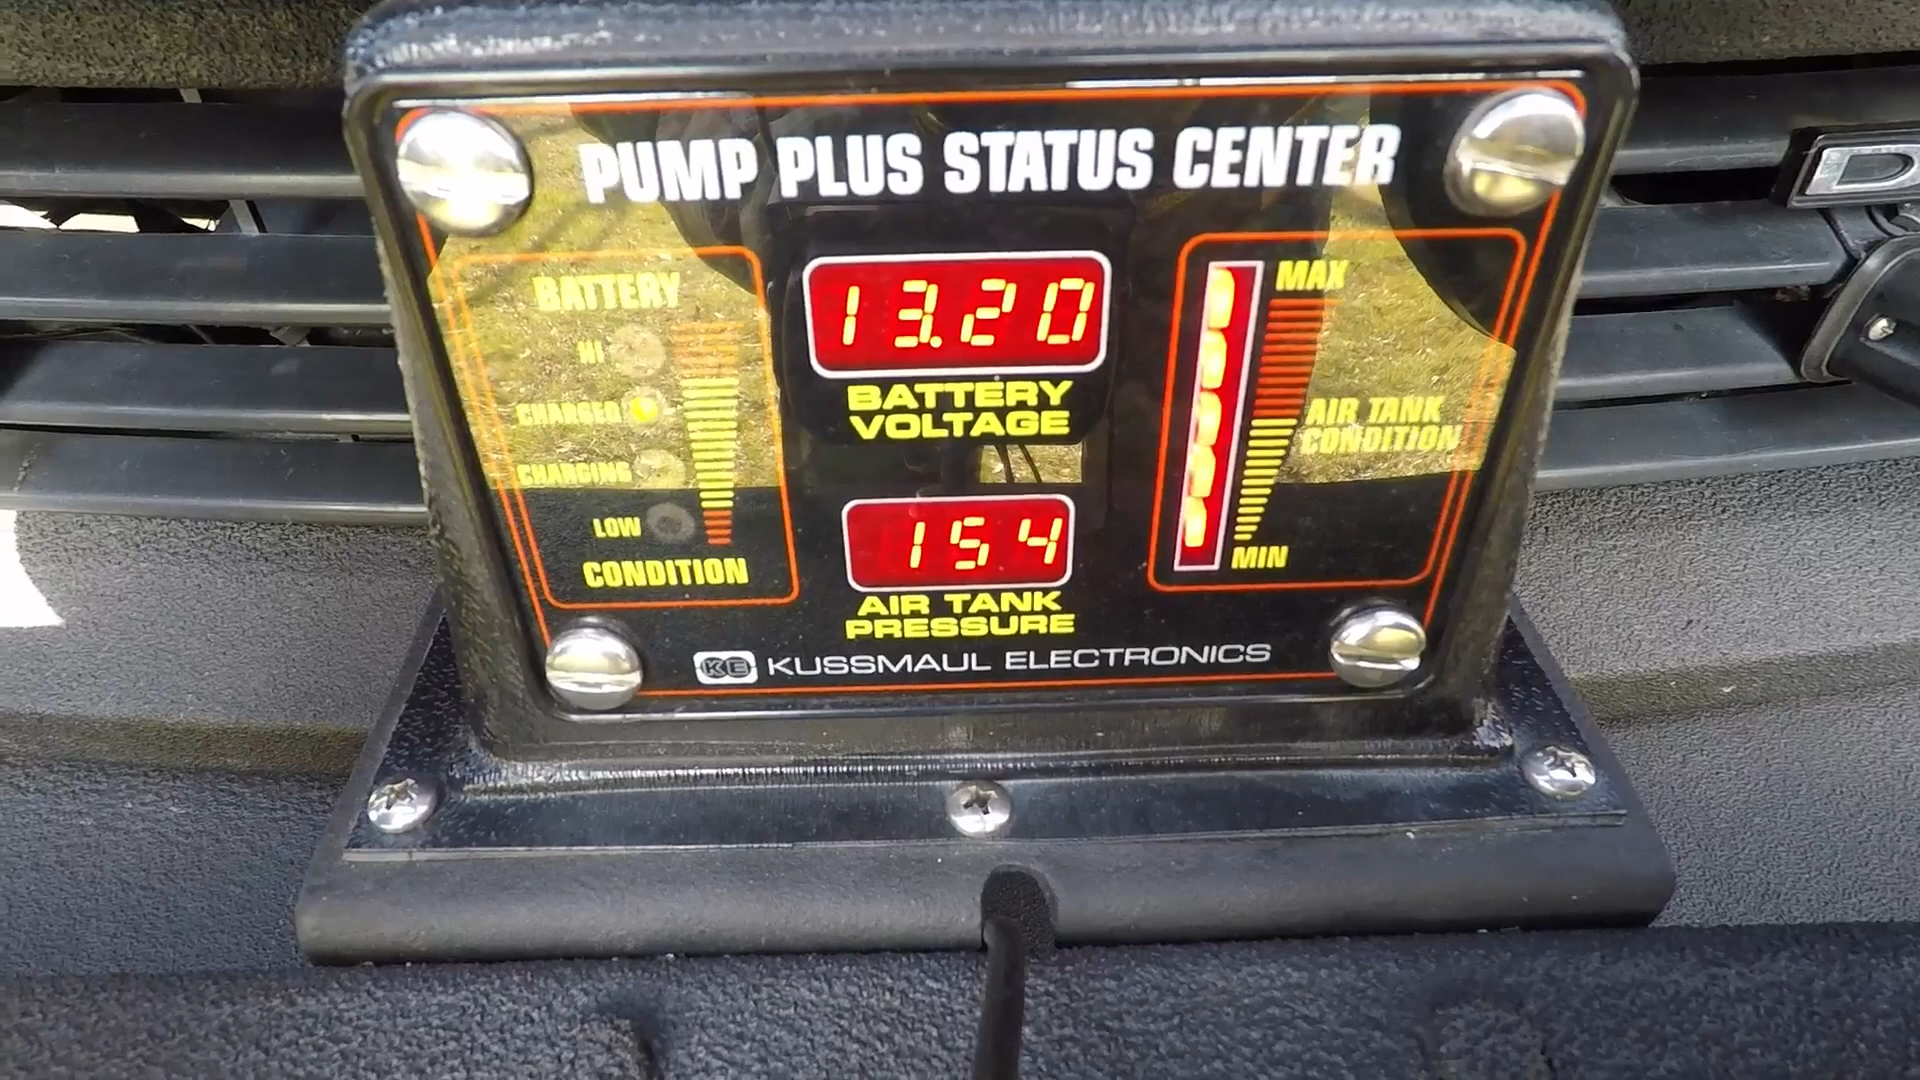 PUMP PLUS STATUS CENTER
BATTERY
HI
CHARGED
CHARGING
LOW
CONDITION
13.20
BATTERY
VOLTAGE
154
AIR TANK
PRESSURE
MAX
AIR TANK
CONDITION
MIN
KE KUSSMAUL ELECTRONICS
D